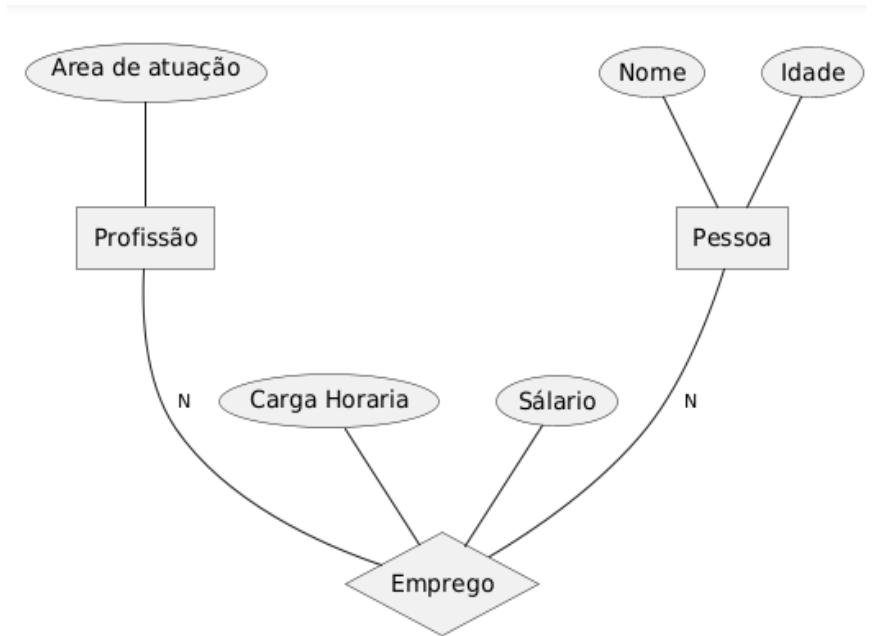 Area de atuação
Nome
Idade
Profissão
Pessoa
N
Carga Horaria
Sálario
N
Emprego